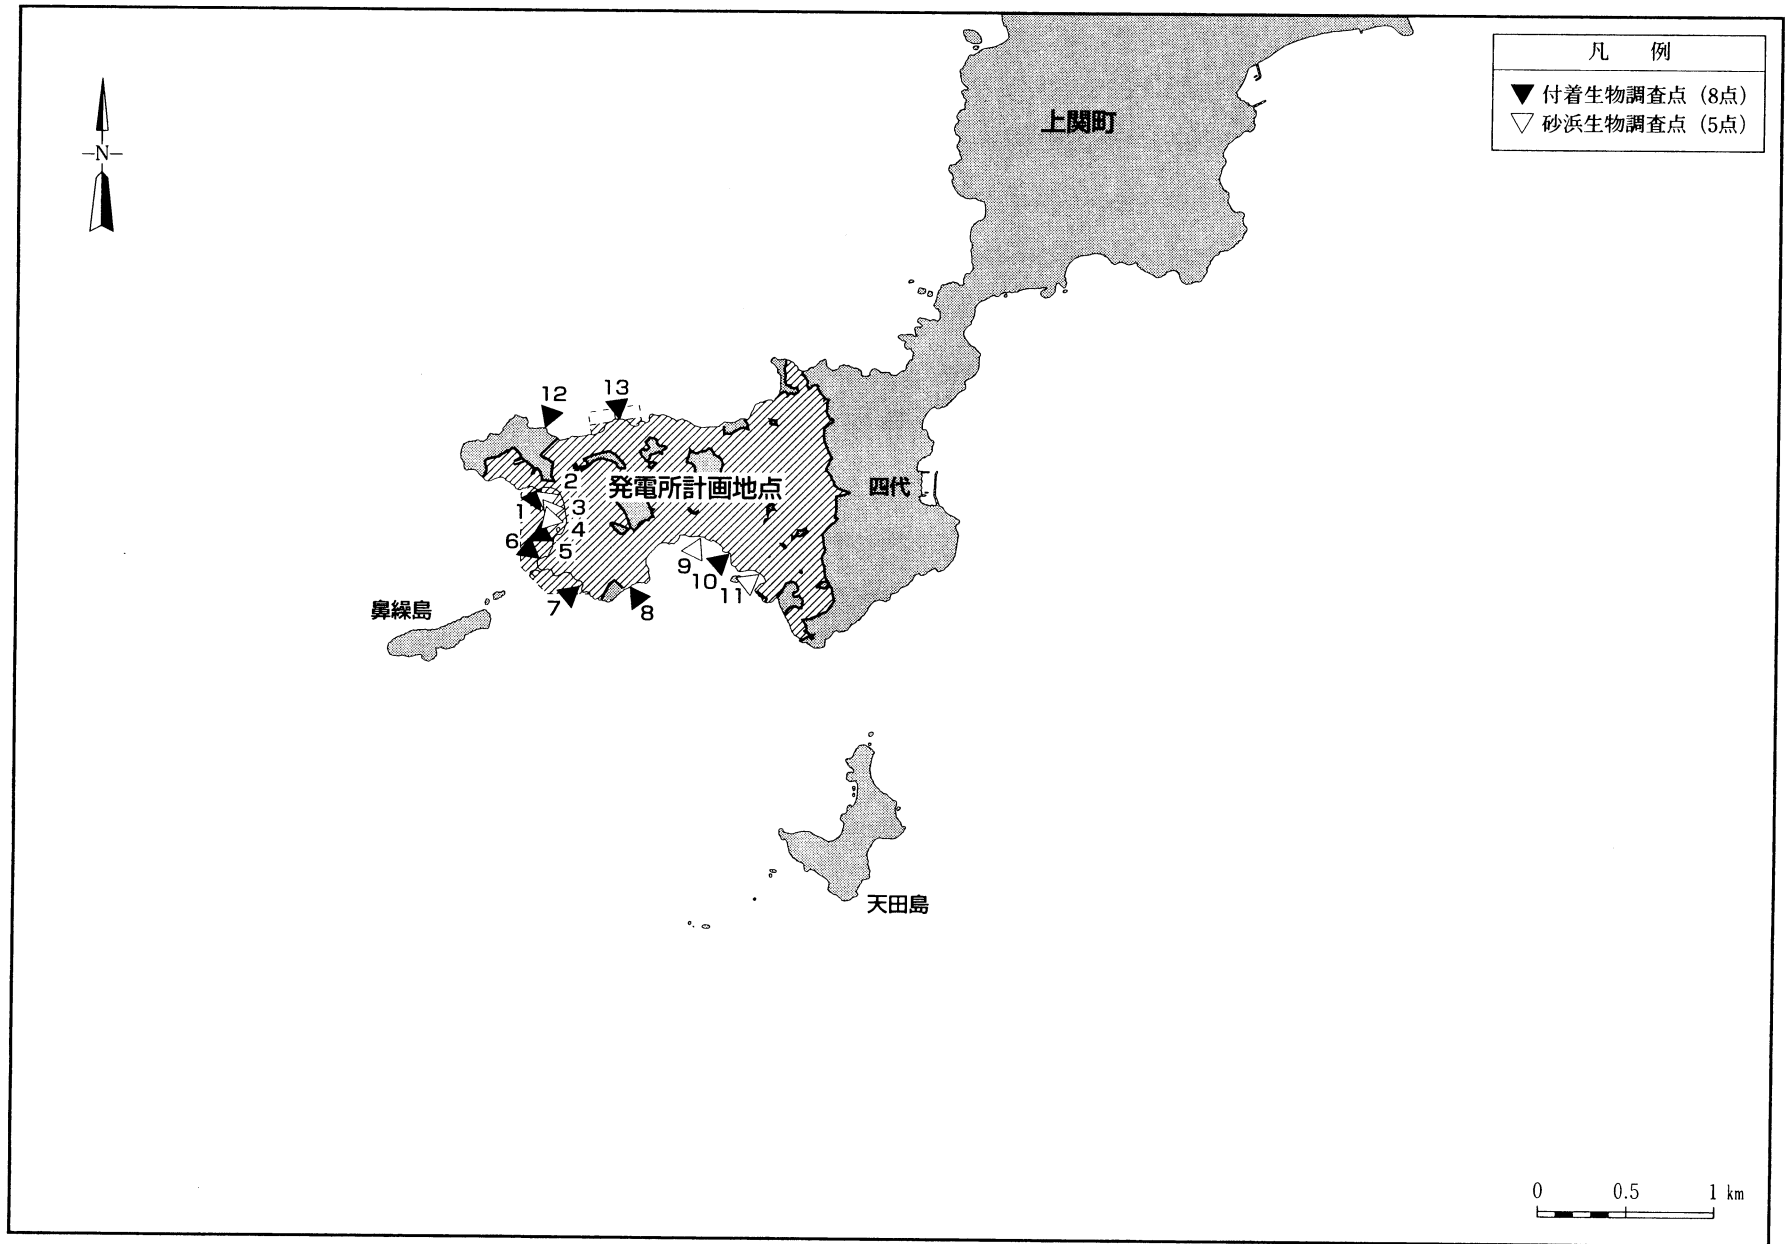 凡 例
▼ 付着生物調査点（8点）
▽ 砂浜生物調査点（5点）
N
上関町
12
13
発電所計画地点
四代
1
2
3
4
5
6
7
8
9
10
11
鼻繰島
天田島
0 0.5 1 km